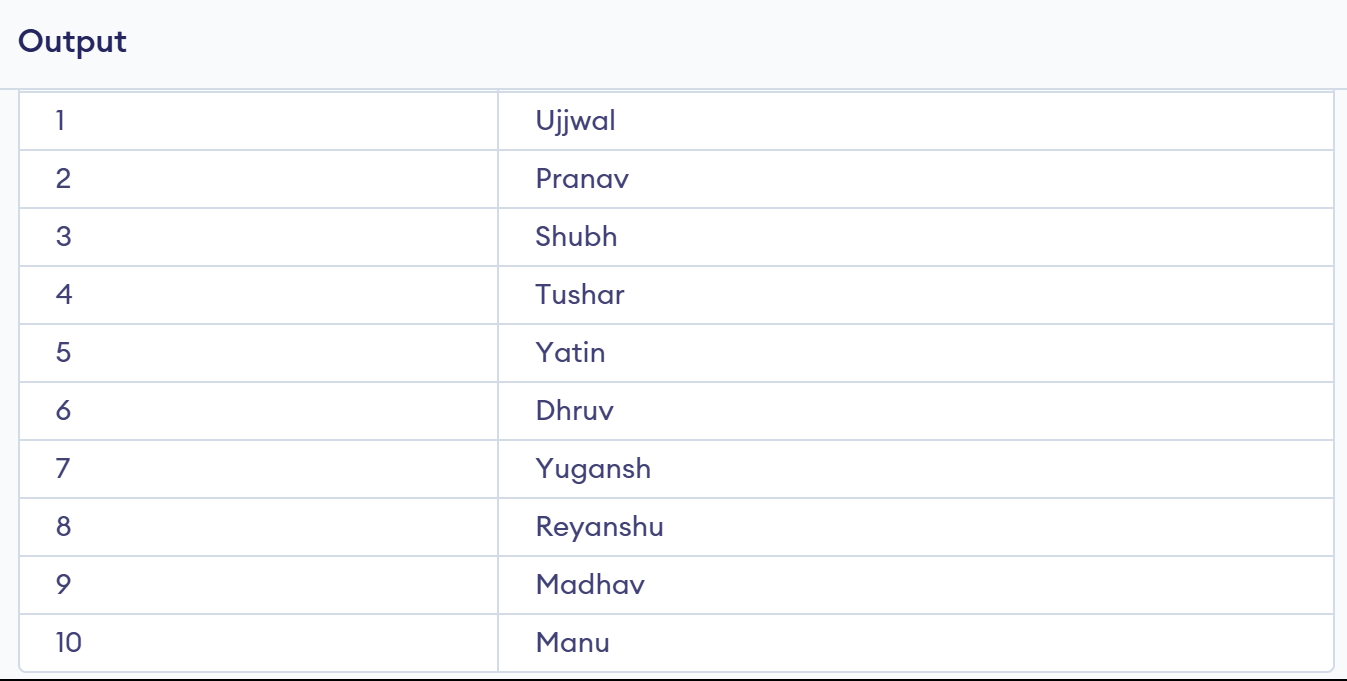 Output
1 Ujjwal
2 Pranav
3 Shubh
4 Tushar
5 Yatin
6 Dhruv
7 Yugansh
8 Reyanshu
9 Madhav
10 Manu